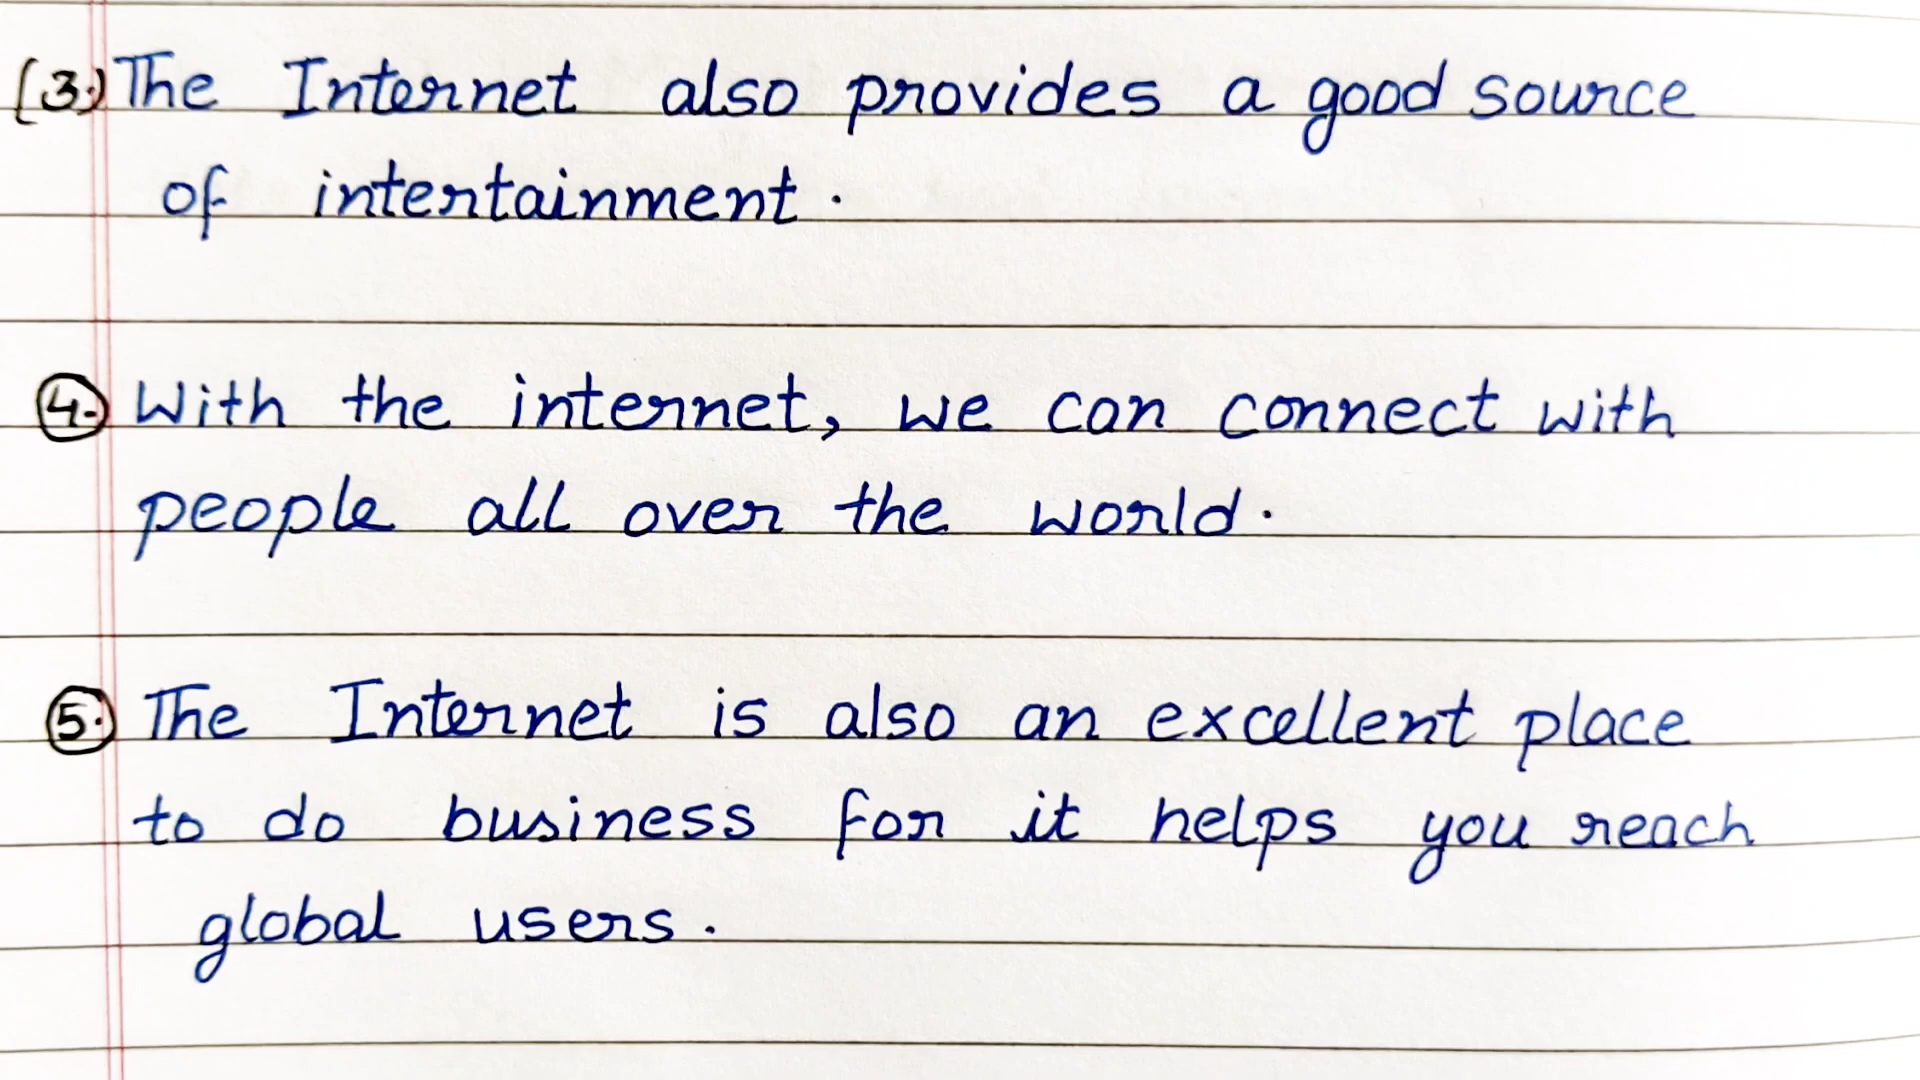 (3.) The Internet also provides a good source
of intertainment.
4. With the internet, we can connect with
people all over the world.
5. The Internet is also an excellent place
to do business for it helps you reach
global users.